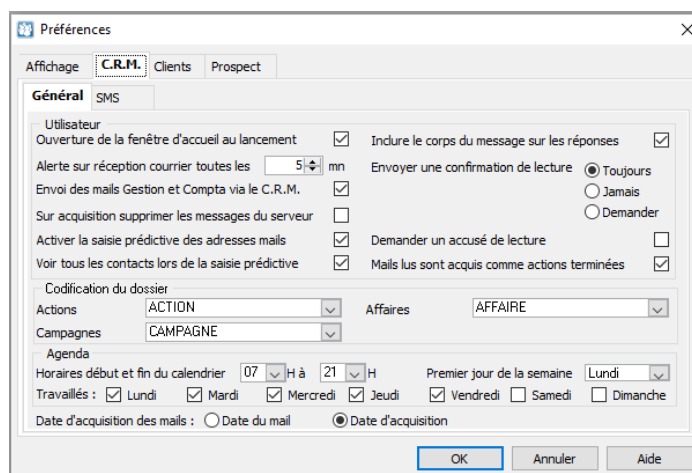 Préférences
Affichage C.R.M. Clients Prospect
Général SMS
Utilisateur
Ouverture de la fenêtre d'accueil au lancement Inclure le corps du message sur les réponses
Alerte sur réception courrier toutes les 5 mn Envoyer une confirmation de lecture Toujours
Envoi des mails Gestion et Compta via le C.R.M. Jamais
Sur acquisition supprimer les messages du serveur Demander
Activer la saisie prédictive des adresses mails Demander un accusé de lecture
Voir tous les contacts lors de la saisie prédictive Mails lus sont acquis comme actions terminées
Codification du dossier
Actions ACTION Affaires AFFAIRE
Campagnes CAMPAGNE
Agenda
Horaires début et fin du calendrier 07 H à 21 H Premier jour de la semaine Lundi
Travaillés : Lundi Mardi Mercredi Jeudi Vendredi Samedi Dimanche
Date d'acquisition des mails : Date du mail Date d'acquisition
OK Annuler Aide